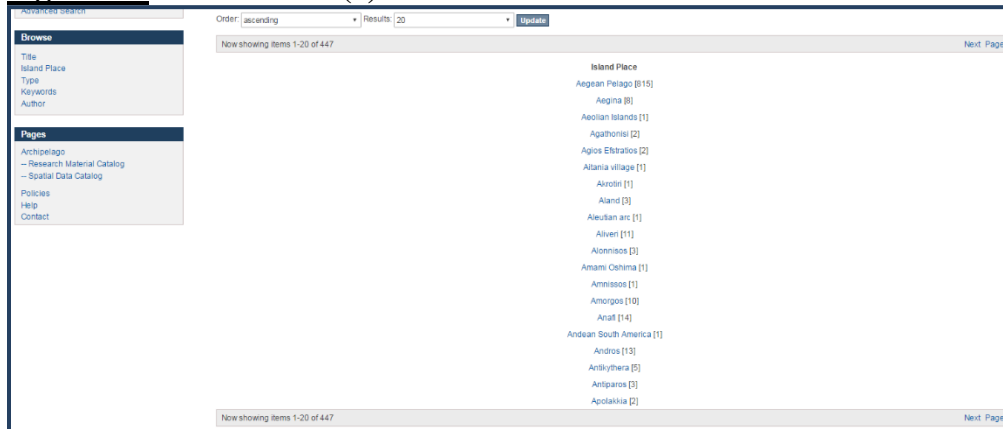 Advanced Search
Browse
Title
Island Place
Type
Keywords
Author
Pages
Archipelago
– Research Material Catalog
– Spatial Data Catalog
Policies
Help
Contact
Order: ascending Results: 20 Update
Now showing items 1-20 of 447 Next Page
Island Place
Aegean Pelago [815]
Aegina [8]
Aeolian Islands [1]
Agathonisi [2]
Agios Efstratios [2]
Aitania village [1]
Akrotiri [1]
Aland [3]
Aleutian arc [1]
Aliveri [11]
Alonnisos [3]
Amami Oshima [1]
Amnissos [1]
Amorgos [10]
Anafi [14]
Andean South America [1]
Andros [13]
Antikythera [5]
Antiparos [3]
Apolakkia [2]
Now showing items 1-20 of 447 Next Page